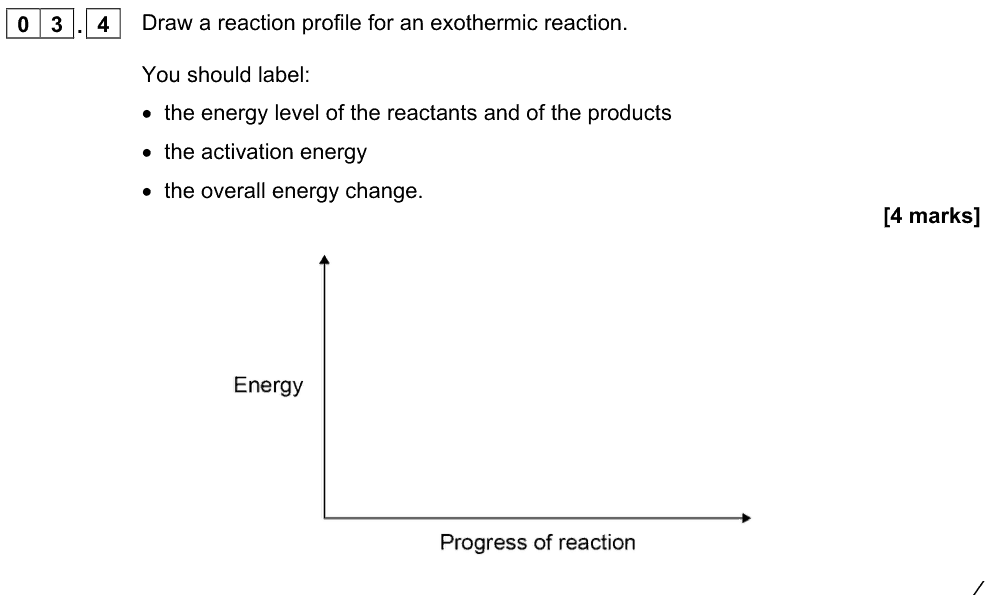 0 3 . 4 Draw a reaction profile for an exothermic reaction.
You should label:
• the energy level of the reactants and of the products
• the activation energy
• the overall energy change.
[4 marks]
Energy
Progress of reaction